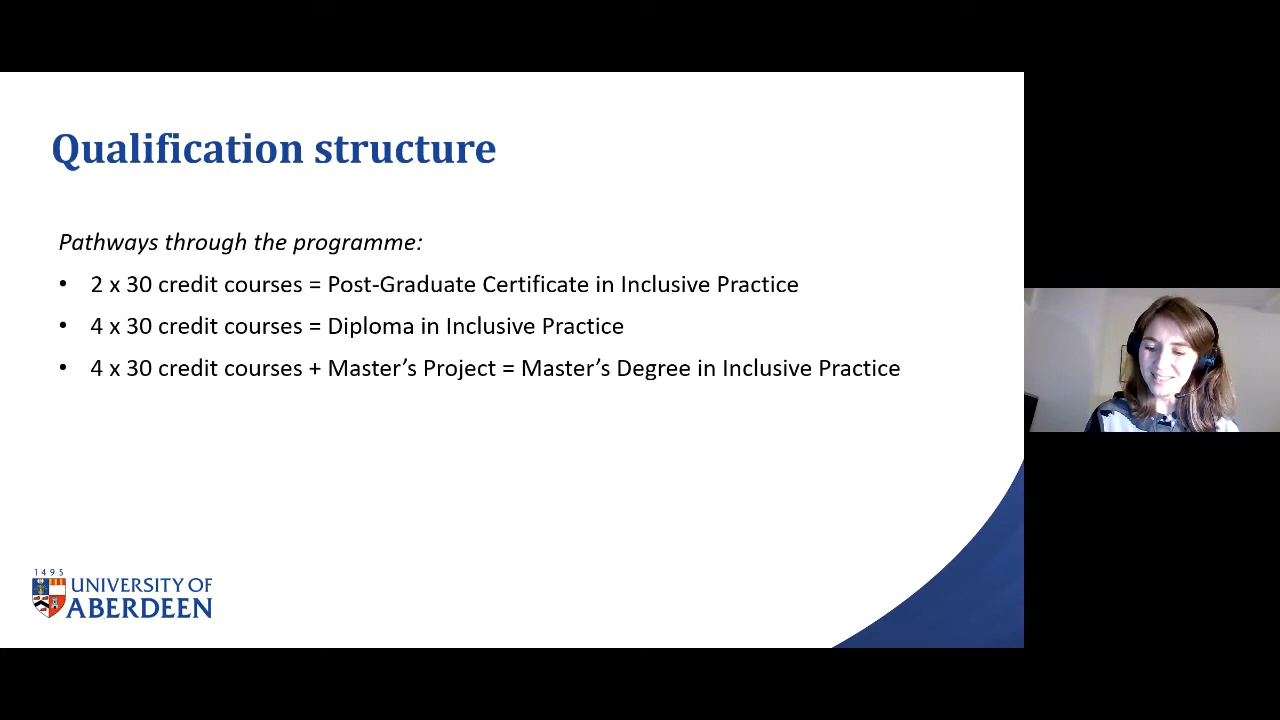 Qualification structure
Pathways through the programme:
• 2 x 30 credit courses = Post-Graduate Certificate in Inclusive Practice
• 4 x 30 credit courses = Diploma in Inclusive Practice
• 4 x 30 credit courses + Master’s Project = Master’s Degree in Inclusive Practice
1495
UNIVERSITY OF
ABERDEEN